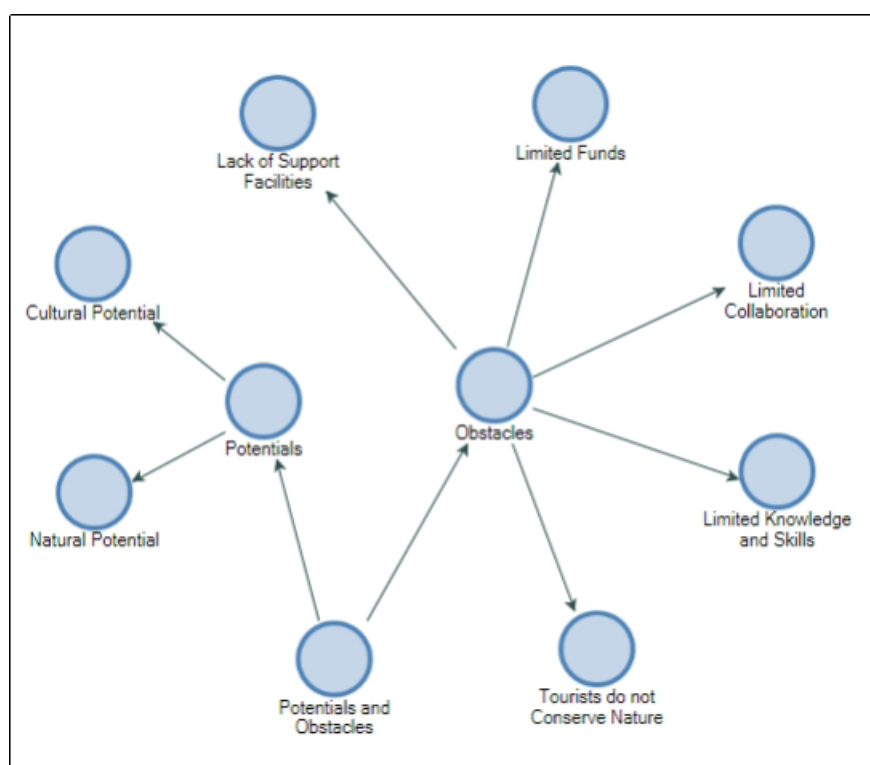 Limited Funds
Lack of Support
Facilities
Limited
Collaboration
Cultural Potential
Obstacles
Potentials
Limited Knowledge
and Skills
Natural Potential
Tourists do not
Conserve Nature
Potentials and
Obstacles